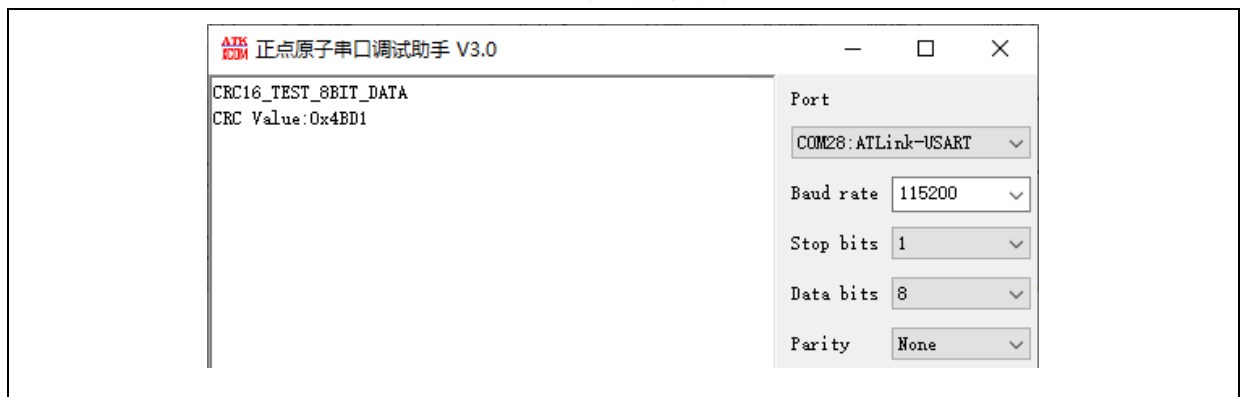 ATK
XCOM
正点原子串口调试助手 V3.0
CRC16_TEST_8BIT_DATA
CRC Value:0x4BD1
Port
COM28:ATLink-USART
Baud rate 115200
Stop bits 1
Data bits 8
Parity None